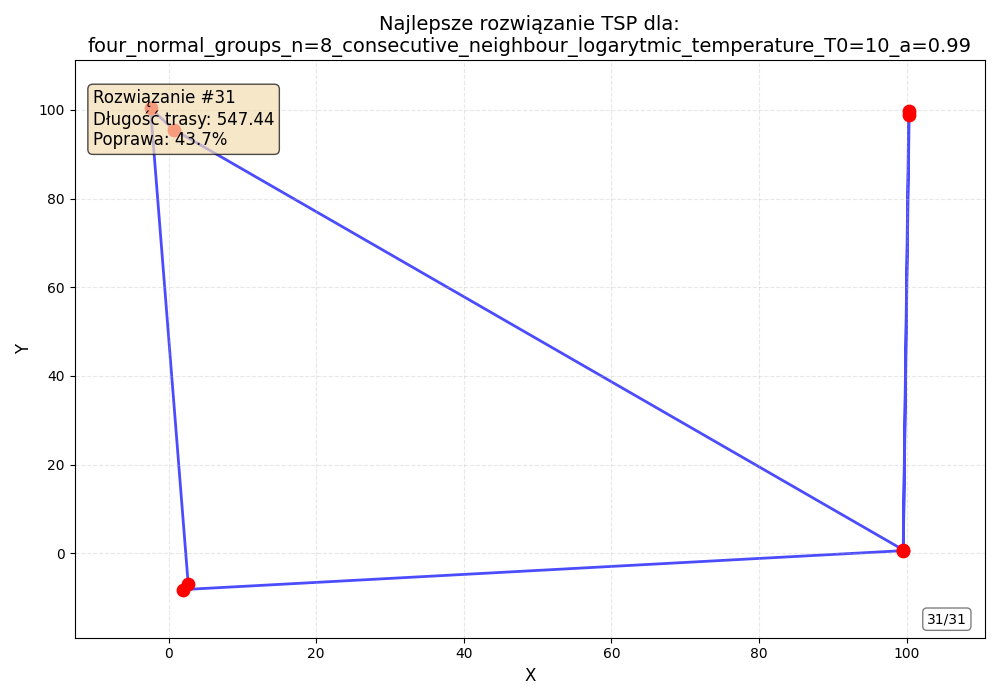 Najlepsze rozwiązanie TSP dla:
four_normal_groups_n=8_consecutive_neighbour_logarytmic_temperature_T0=10_a=0.99
Rozwiązanie #31
Długość trasy: 547.44
Poprawa: 43.7%
100
80
60
40
20
0
Y
31/31
0
20
40
60
80
100
X